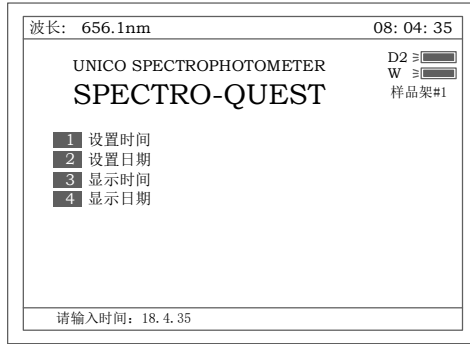 波长: 656.1nm 08: 04: 35
UNICO SPECTROPHOTOMETER
SPECTRO-QUEST
D2
W
样品架#1
1 设置时间
2 设置日期
3 显示时间
4 显示日期
请输入时间: 18.4.35